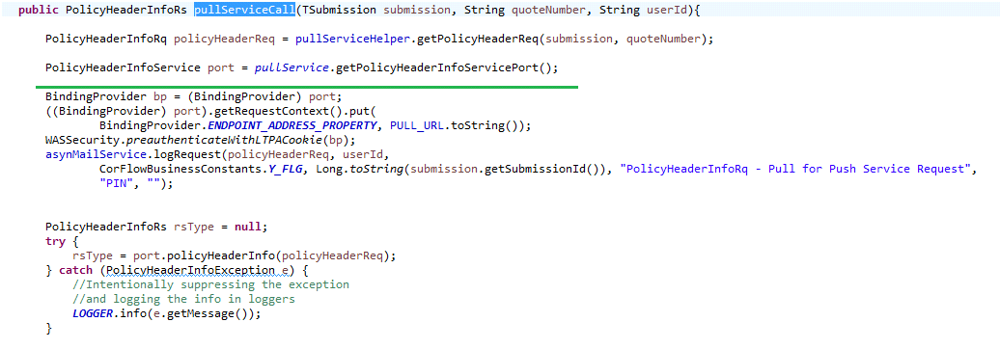 public PolicyHeaderInfoRs pullServiceCall(TSubmission submission, String quoteNumber, String userId){
PolicyHeaderInfoRq policyHeaderReq = pullServiceHelper.getPolicyHeaderReq(submission, quoteNumber);
PolicyHeaderInfoService port = pullService.getPolicyHeaderInfoServicePort();
BindingProvider bp = (BindingProvider) port;
((BindingProvider) port).getRequestContext().put(
BindingProvider.ENDPOINT_ADDRESS_PROPERTY, PULL_URL.toString());
WASSecurity.preauthenticateWithLTPACookie(bp);
asynMailService.logRequest(policyHeaderReq, userId,
CorFlowBusinessConstants.Y_FLG, Long.toString(submission.getSubmissionId()), "PolicyHeaderInfoRq - Pull for Push Service Request",
"PIN", "");
PolicyHeaderInfoRs rsType = null;
try {
rsType = port.policyHeaderInfo(policyHeaderReq);
} catch (PolicyHeaderInfoException e) {
//Intentionally suppressing the exception
//and logging the info in loggers
LOGGER.info(e.getMessage());
}